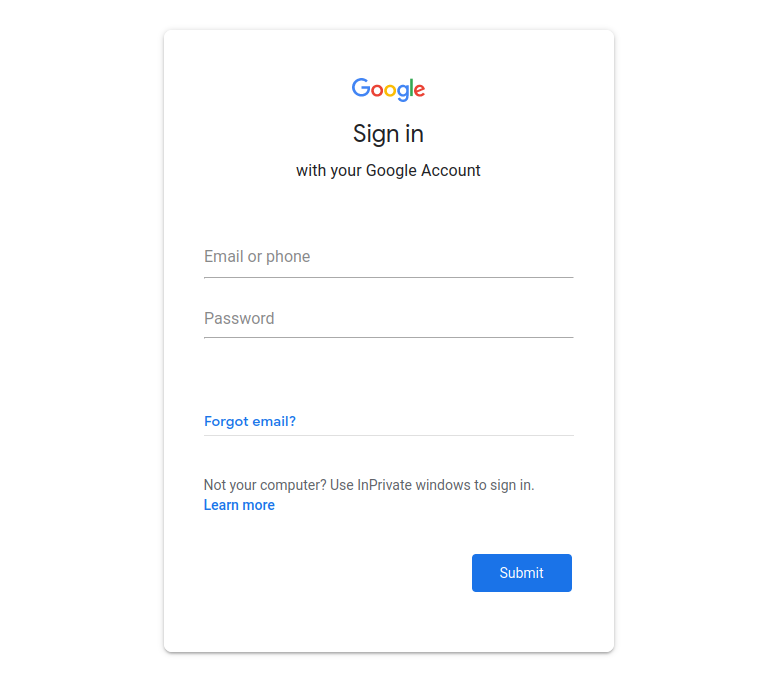 Google
Sign in
with your Google Account
Email or phone
Password
Forgot email?
Not your computer? Use InPrivate windows to sign in.
Learn more
Submit